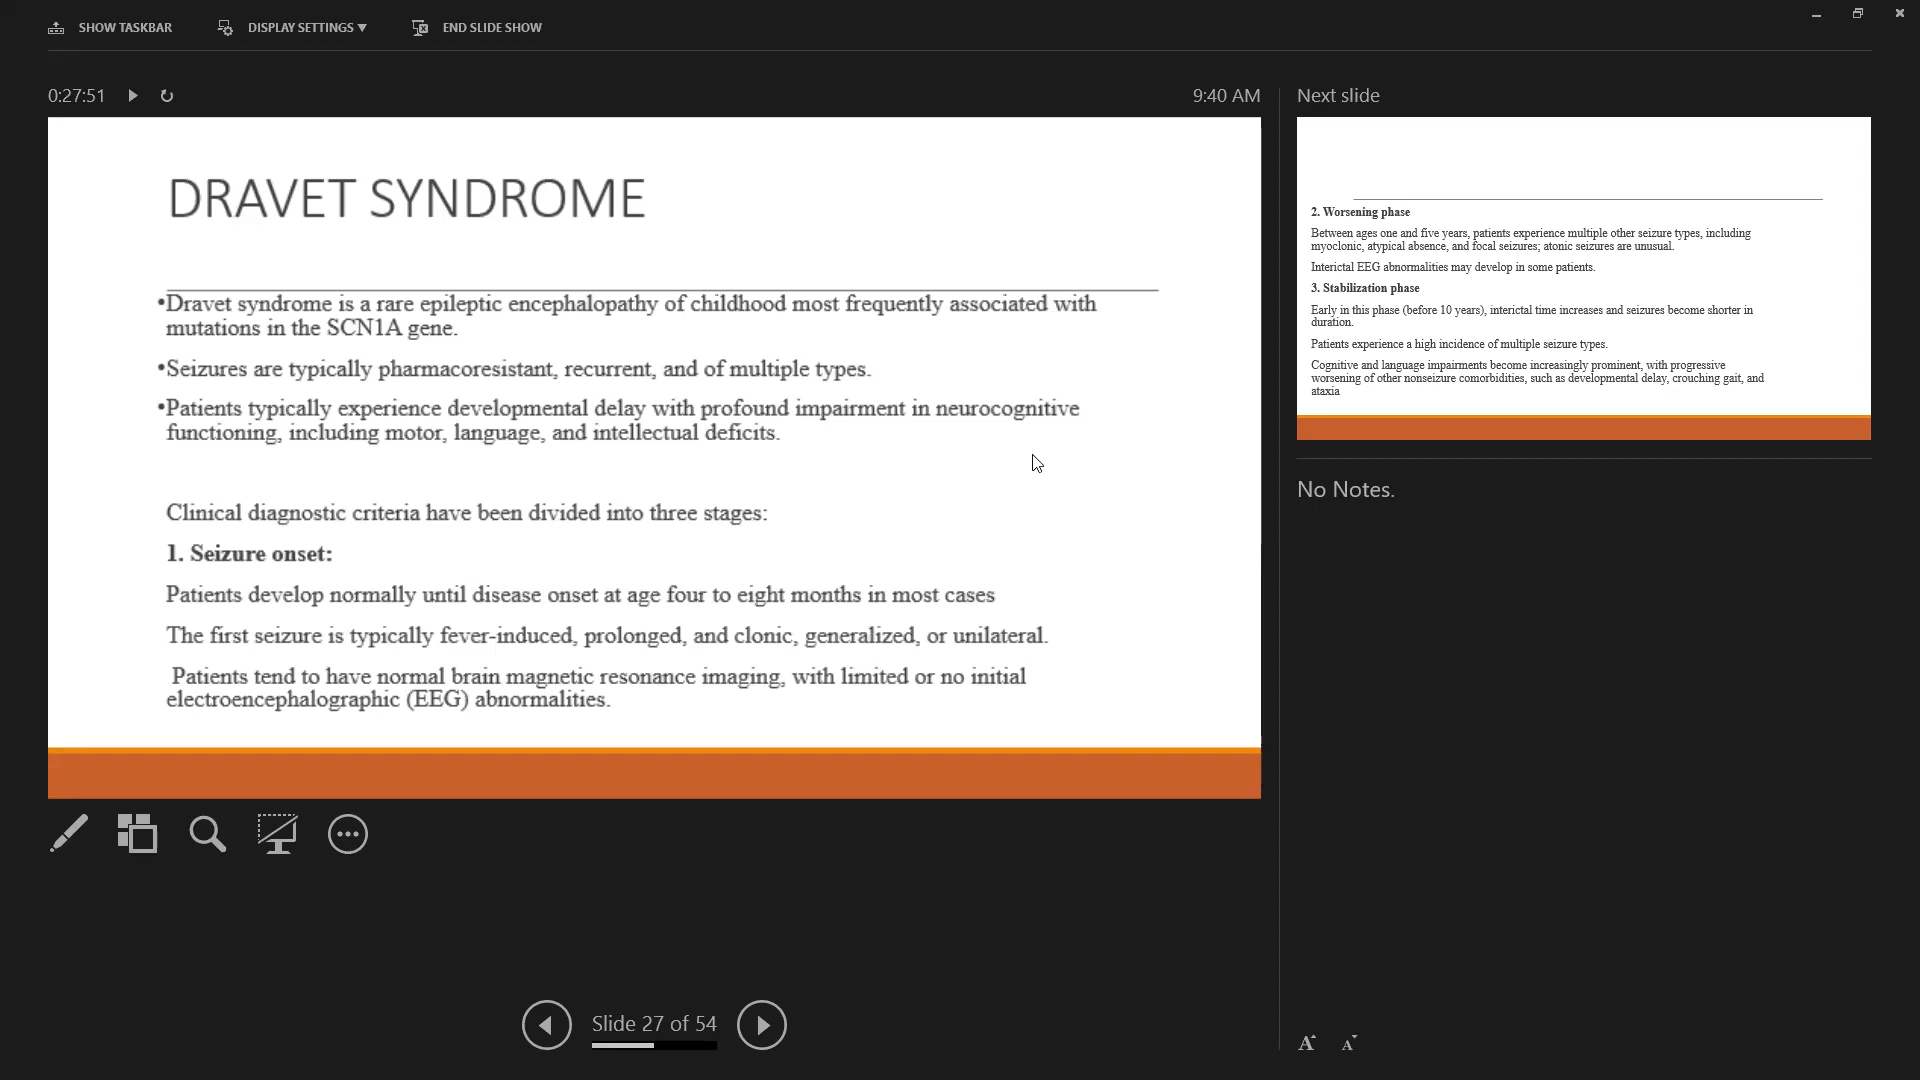 SHOW TASKBAR
DISPLAY SETTINGS ▼
END SLIDE SHOW
0:27:51
9:40 AM
DRAVET SYNDROME
•Dravet syndrome is a rare epileptic encephalopathy of childhood most frequently associated with
mutations in the SCN1A gene.
•Seizures are typically pharmacoresistant, recurrent, and of multiple types.
•Patients typically experience developmental delay with profound impairment in neurocognitive
functioning, including motor, language, and intellectual deficits.
Clinical diagnostic criteria have been divided into three stages:
1. Seizure onset:
Patients develop normally until disease onset at age four to eight months in most cases
The first seizure is typically fever-induced, prolonged, and clonic, generalized, or unilateral.
Patients tend to have normal brain magnetic resonance imaging, with limited or no initial
electroencephalographic (EEG) abnormalities.
Slide 27 of 54
Next slide
2. Worsening phase
Between ages one and five years, patients experience multiple other seizure types, including
myoclonic, atypical absence, and focal seizures; atonic seizures are unusual.
Interictal EEG abnormalities may develop in some patients.
3. Stabilization phase
Early in this phase (before 10 years), interictal time increases and seizures become shorter in
duration.
Patients experience a high incidence of multiple seizure types.
Cognitive and language impairments become increasingly prominent, with progressive
worsening of other nonseizure comorbidities, such as developmental delay, crouching gait, and
ataxia
No Notes.
A A